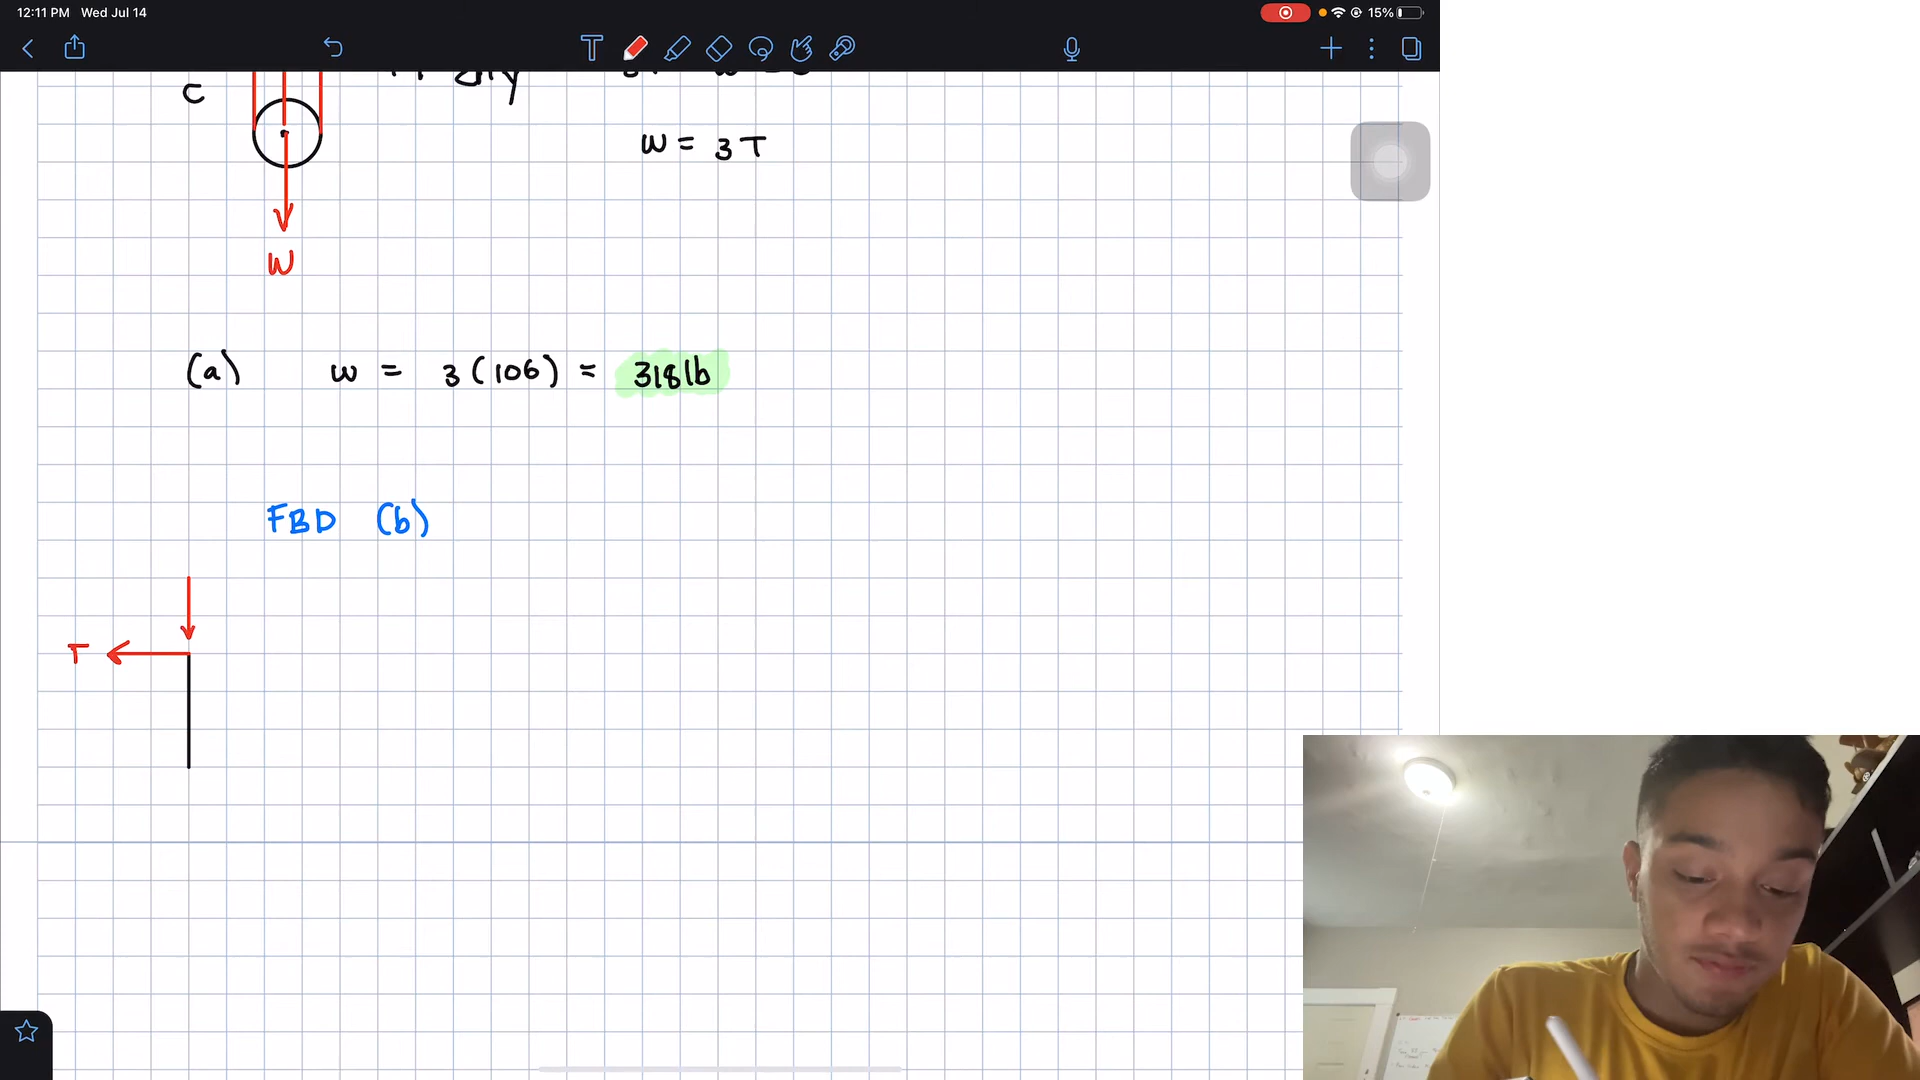 12:11 PM Wed Jul 14
15%
C
W = 3T
W
(a) W = 3(106) = 318lb
FBD (b)
T